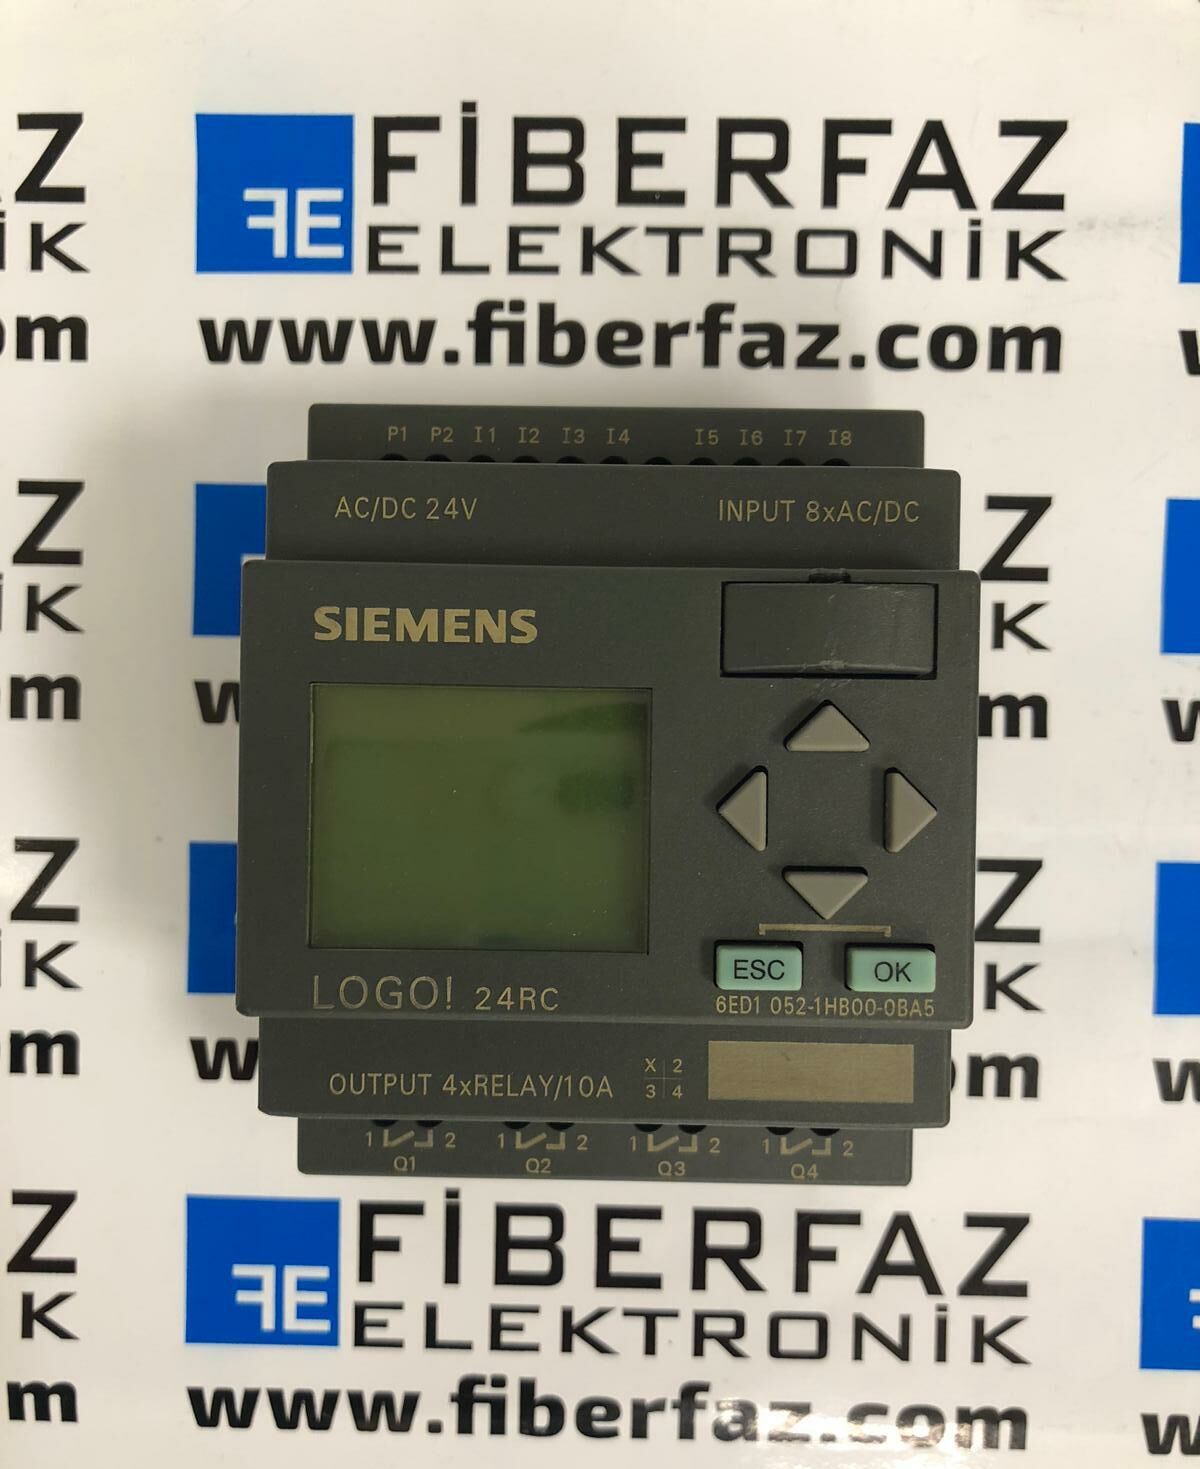 Z FİBERFAZ
İK FE ELEKTRONİK
om www.fiberfaz.com w
P1 P2 I1 I2 I3 I4 I5 I6 I7 I8
AC/DC 24V INPUT 8xAC/DC
Z Z
İK K
m w m w
SIEMENS
Z Z
İK K
m w m w
ESC OK
LOGO! 24RC 6ED1 052-1HB00-0BA5
OUTPUT 4xRELAY/10A X 2
3 4
1 2 1 2 1 2 1 2
Q1 Q2 Q3 Q4
Z FİBERFAZ
K FE ELEKTRONİK
m www.fiberfaz.com w